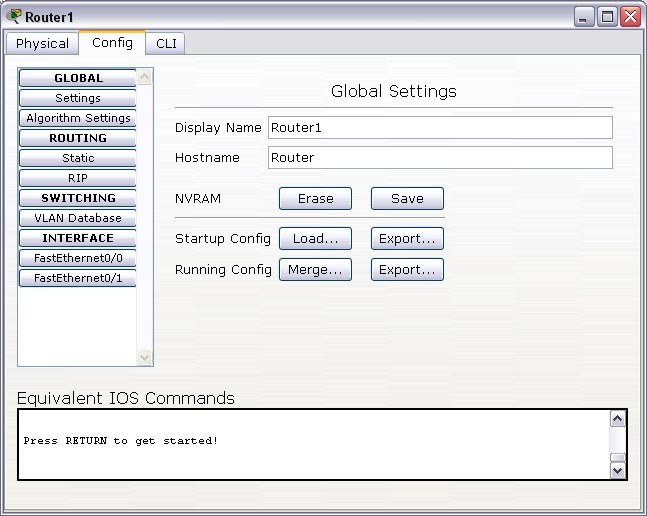 Router1
Physical Config CLI
GLOBAL
Settings
Algorithm Settings
ROUTING
Static
RIP
SWITCHING
VLAN Database
INTERFACE
FastEthernet0/0
FastEthernet0/1
Global Settings
Display Name Router1
Hostname Router
NVRAM Erase Save
Startup Config Load... Export...
Running Config Merge... Export...
Equivalent IOS Commands
Press RETURN to get started!